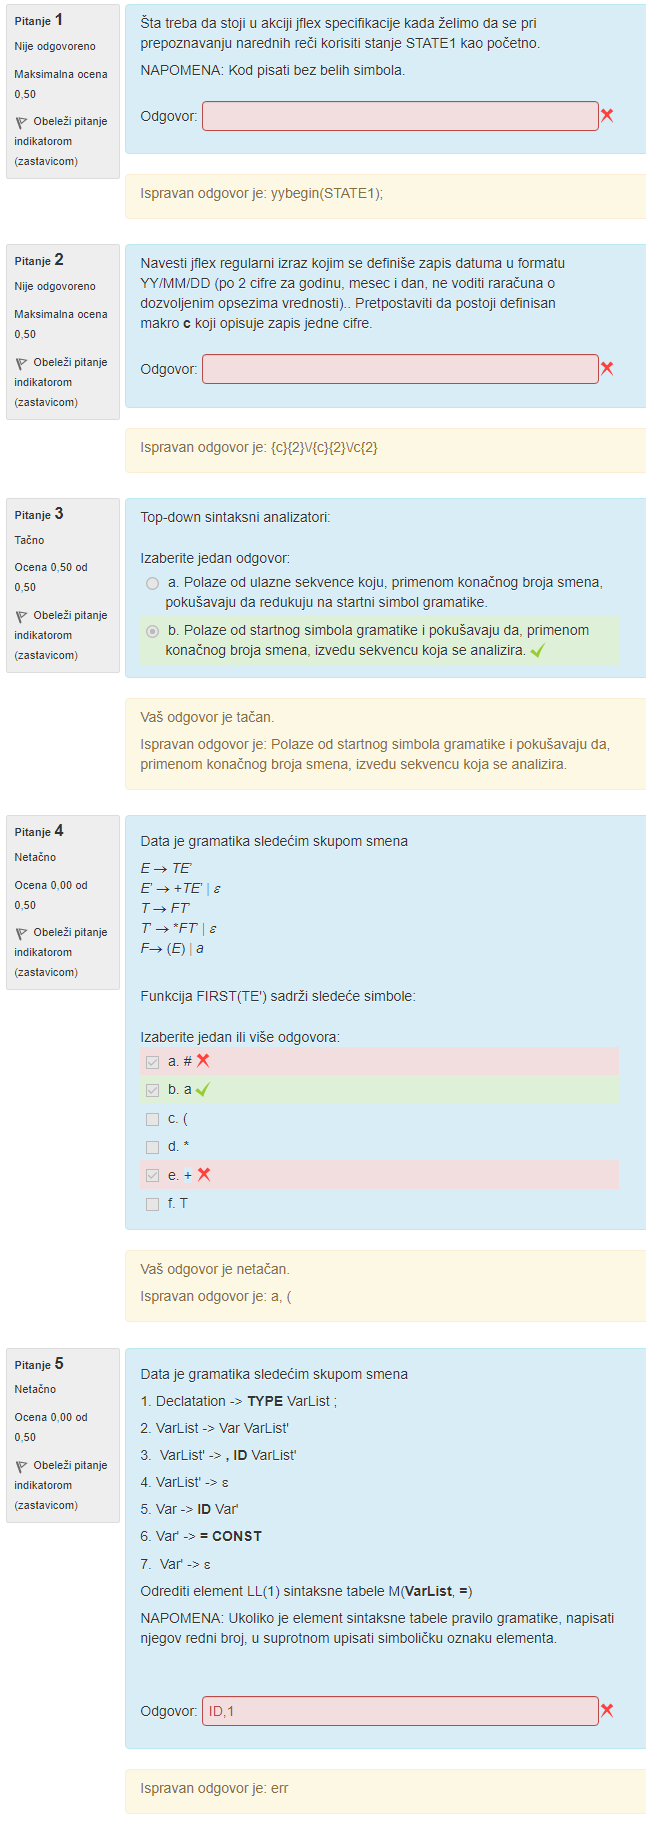 Pitanje 1
Nije odgovoreno
Maksimalna ocena
0,50
Obeleži pitanje
indikatorom
(zastavicom)
Šta treba da stoji u akciji jflex specifikacije kada želimo da se pri
prepoznavanju narednih reči korisiti stanje STATE1 kao početno.
NAPOMENA: Kod pisati bez belih simbola.
Odgovor:
Ispravan odgovor je: yybegin(STATE1);
Pitanje 2
Nije odgovoreno
Maksimalna ocena
0,50
Obeleži pitanje
indikatorom
(zastavicom)
Navesti jflex regularni izraz kojim se definiše zapis datuma u formatu
YY/MM/DD (po 2 cifre za godinu, mesec i dan, ne voditi raračuna o
dozvoljenim opsezima vrednosti).. Pretpostaviti da postoji definisan
makro c koji opisuje zapis jedne cifre.
Odgovor:
Ispravan odgovor je: {c}{2}\/{c}{2}\/c{2}
Pitanje 3
Tačno
Ocena 0,50 od
0,50
Obeleži pitanje
indikatorom
(zastavicom)
Top-down sintaksni analizatori:
Izaberite jedan odgovor:
a. Polaze od ulazne sekvence koju, primenom konačnog broja smena,
pokušavaju da redukuju na startni simbol gramatike.
b. Polaze od startnog simbola gramatike i pokušavaju da, primenom
konačnog broja smena, izvedu sekvencu koja se analizira.
Vaš odgovor je tačan.
Ispravan odgovor je: Polaze od startnog simbola gramatike i pokušavaju da,
primenom konačnog broja smena, izvedu sekvencu koja se analizira.
Pitanje 4
Netačno
Ocena 0,00 od
0,50
Obeleži pitanje
indikatorom
(zastavicom)
Data je gramatika sledećim skupom smena
E → TE'
E' → +TE' | ε
T → FT'
T' → *FT' | ε
F→ (E) | a
Funkcija FIRST(TE') sadrži sledeće simbole:
Izaberite jedan ili više odgovora:
a. #
b. a
c. (
d. *
e. +
f. T
Vaš odgovor je netačan.
Ispravan odgovor je: a, (
Pitanje 5
Netačno
Ocena 0,00 od
0,50
Obeleži pitanje
indikatorom
(zastavicom)
Data je gramatika sledećim skupom smena
1. Declatation -> TYPE VarList ;
2. VarList -> Var VarList'
3. VarList' -> , ID VarList'
4. VarList' -> ε
5. Var -> ID Var'
6. Var' -> = CONST
7. Var' -> ε
Odrediti element LL(1) sintaksne tabele M(VarList, =)
NAPOMENA: Ukoliko je element sintaksne tabele pravilo gramatike, napisati
njegov redni broj, u suprotnom upisati simboličku oznaku elementa.
Odgovor: ID,1
Ispravan odgovor je: err